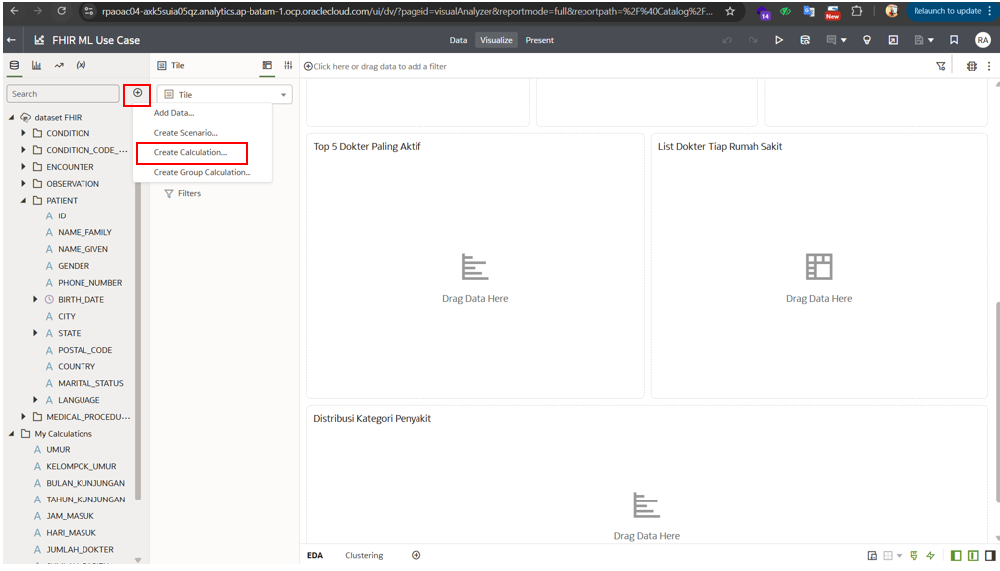 rpaoac04-axk5suia05qz.analytics.ap-batam-1.ocp.oraclecloud.com/ui/dv/?pageid=visualAnalyzer&reportmode=full&reportpath=%2F%40Catalog%2F...
14
New
Relaunch to update
FHIR ML Use Case
Data
Visualize
Present
RA
(x)
Tile
Click here or drag data to add a filter
Search
Tile
Add Data...
Create Scenario...
Create Calculation...
Create Group Calculation...
Filters
dataset FHIR
CONDITION
CONDITION_CODE_...
ENCOUNTER
OBSERVATION
PATIENT
A ID
A NAME_FAMILY
A NAME_GIVEN
A GENDER
A PHONE_NUMBER
BIRTH_DATE
A CITY
A STATE
A POSTAL_CODE
A COUNTRY
A MARITAL_STATUS
A LANGUAGE
MEDICAL_PROCEDU...
My Calculations
A UMUR
A KELOMPOK_UMUR
A BULAN_KUNJUNGAN
A TAHUN_KUNJUNGAN
A JAM_MASUK
A HARI_MASUK
A JUMLAH_DOKTER
Top 5 Dokter Paling Aktif
Drag Data Here
List Dokter Tiap Rumah Sakit
Drag Data Here
Distribusi Kategori Penyakit
Drag Data Here
EDA
Clustering